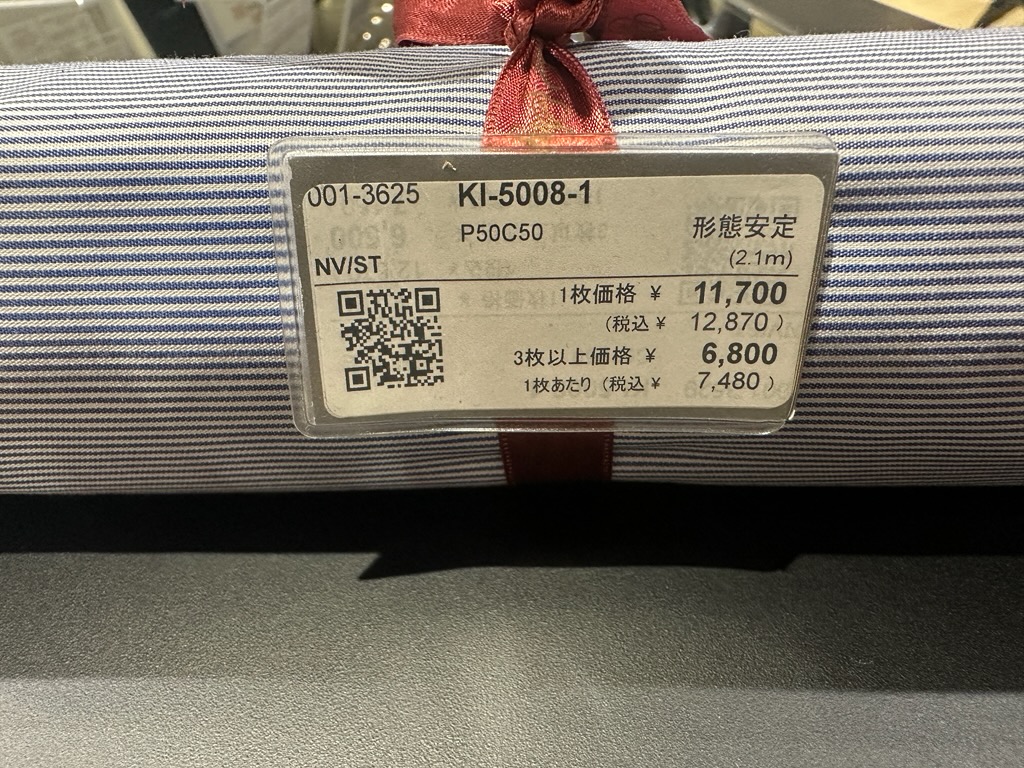 001-3625 KI-5008-1
P50C50 形態安定
NV/ST (2.1m)
1枚価格 ¥ 11,700
(税込 ¥ 12,870 )
3枚以上価格 ¥ 6,800
1枚あたり (税込 ¥ 7,480 )